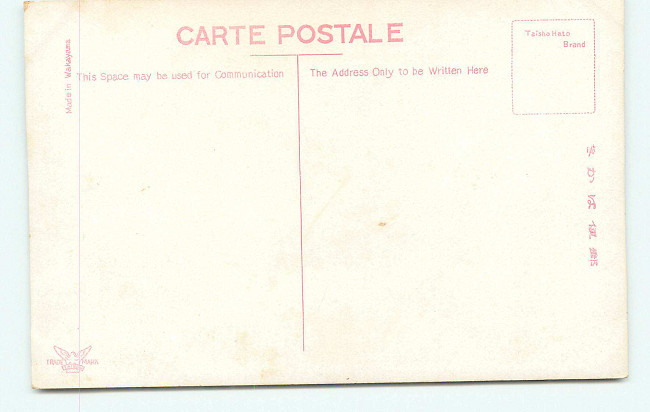 CARTE POSTALE
Taisho Hato
Brand
This Space may be used for Communication
The Address Only to be Written Here
Made in Wakayama
TRADE MARK